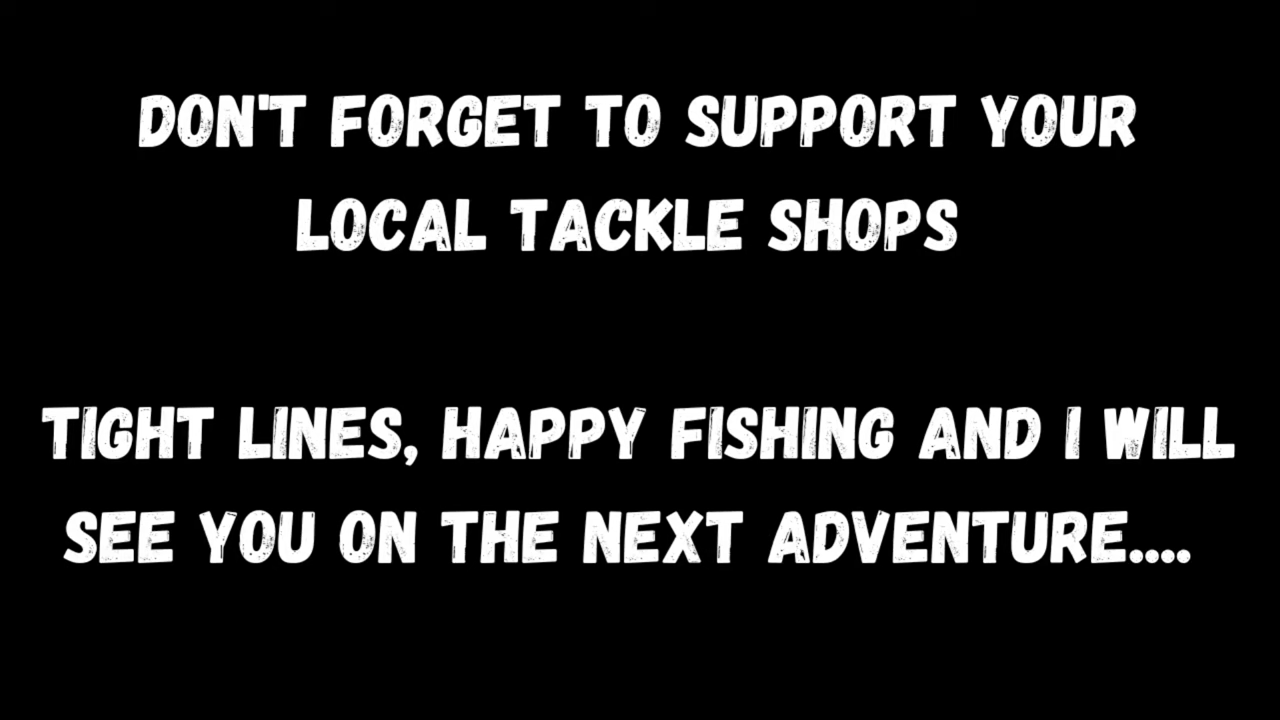 DON'T FORGET TO SUPPORT YOUR
LOCAL TACKLE SHOPS
TIGHT LINES, HAPPY FISHING AND I WILL
SEE YOU ON THE NEXT ADVENTURE....